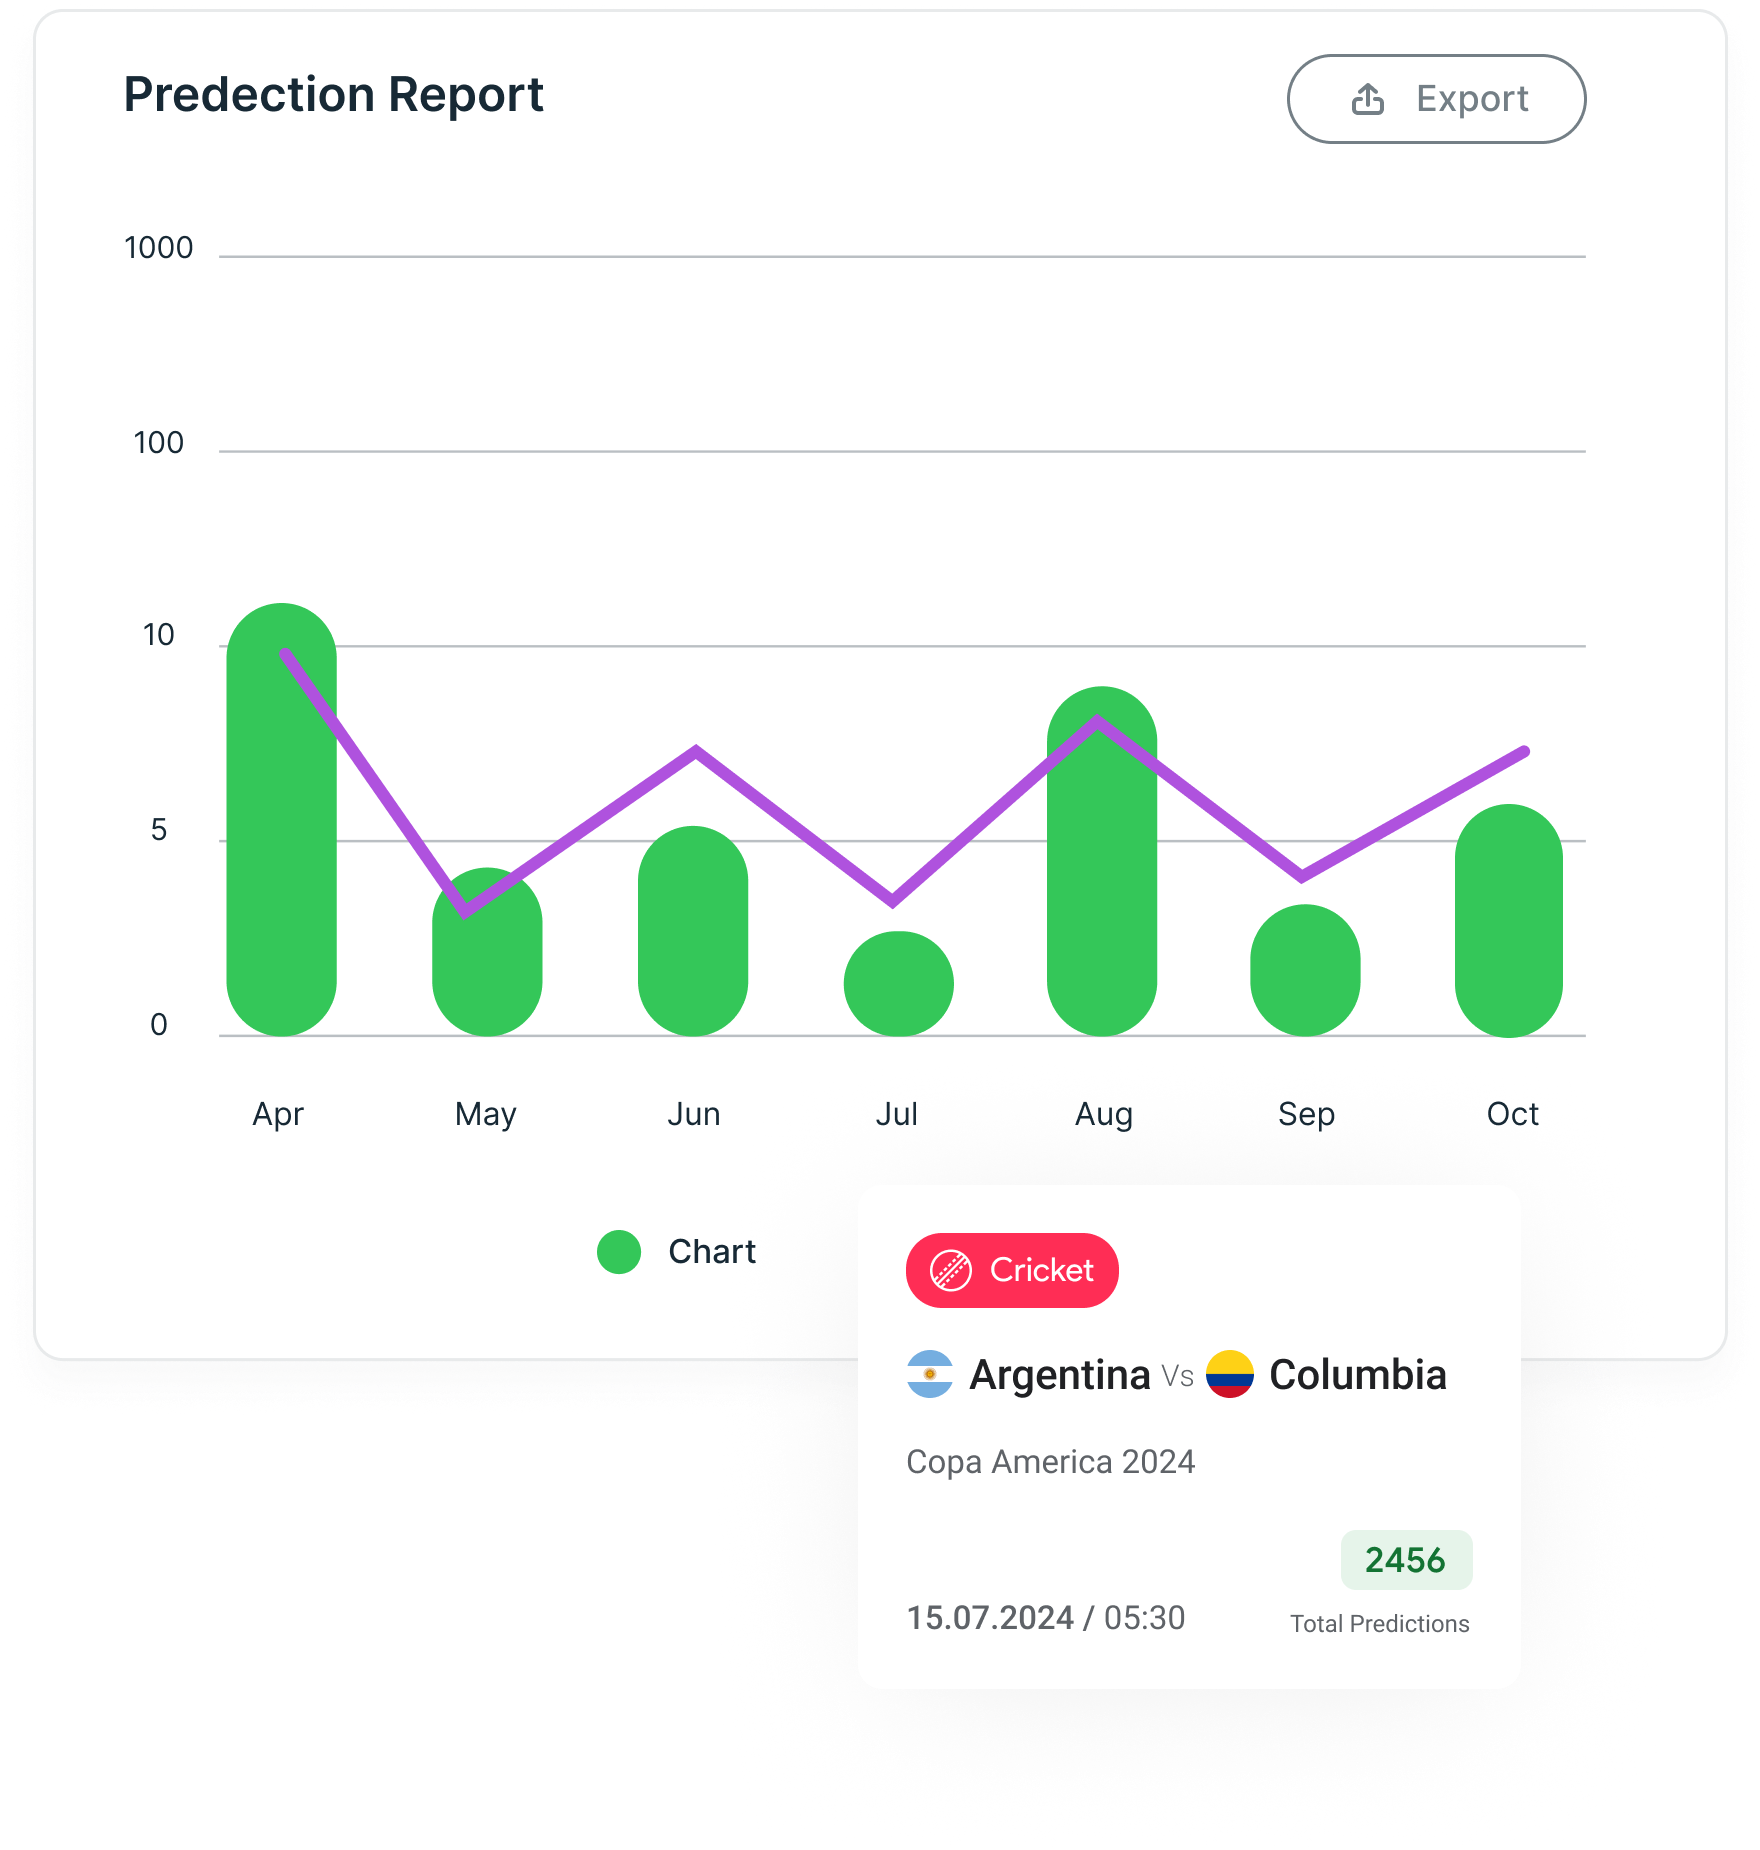 Predection Report
Export
1000
100
10
5
0
Apr May Jun Jul Aug Sep Oct
Chart
Cricket
Argentina Vs Columbia
Copa America 2024
2456
15.07.2024 / 05:30
Total Predictions